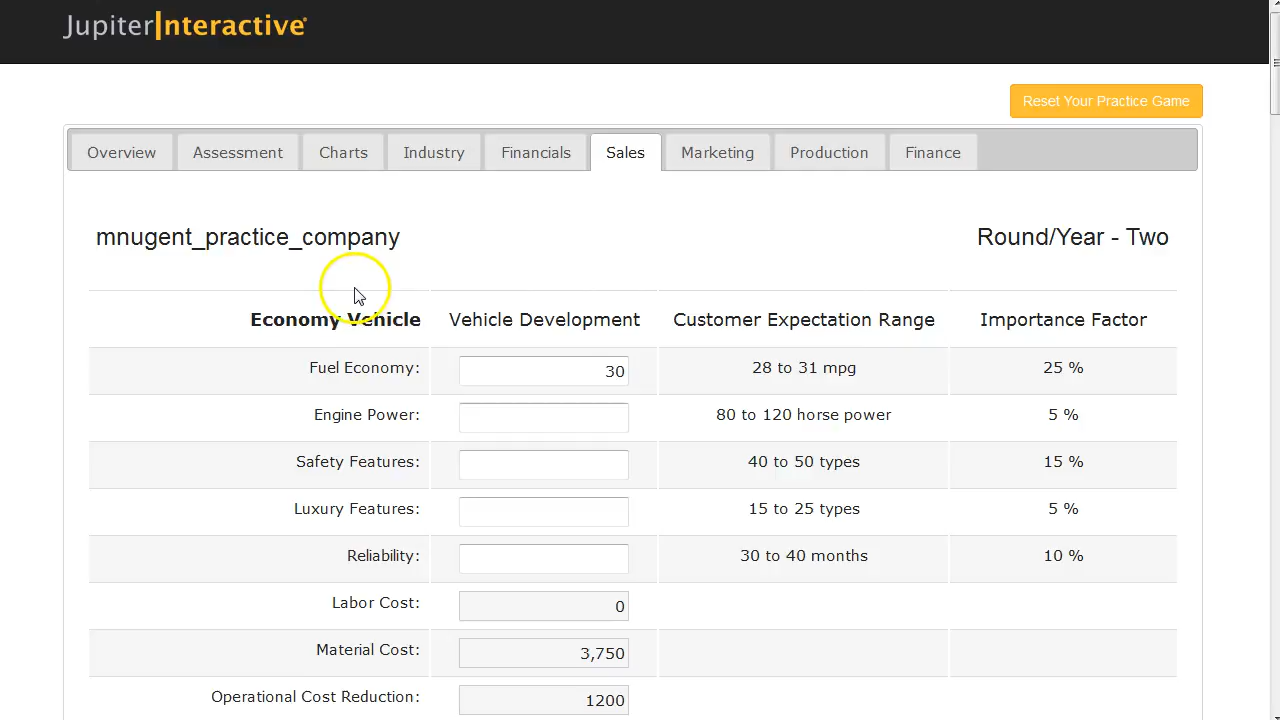 Jupiter Interactive
Reset Your Practice Game
Overview Assessment Charts Industry Financials Sales Marketing Production Finance
mnugent_practice_company Round/Year - Two
Economy Vehicle Vehicle Development Customer Expectation Range Importance Factor
Fuel Economy: 30 28 to 31 mpg 25 %
Engine Power: 80 to 120 horse power 5 %
Safety Features: 40 to 50 types 15 %
Luxury Features: 15 to 25 types 5 %
Reliability: 30 to 40 months 10 %
Labor Cost: 0
Material Cost: 3,750
Operational Cost Reduction: 1200